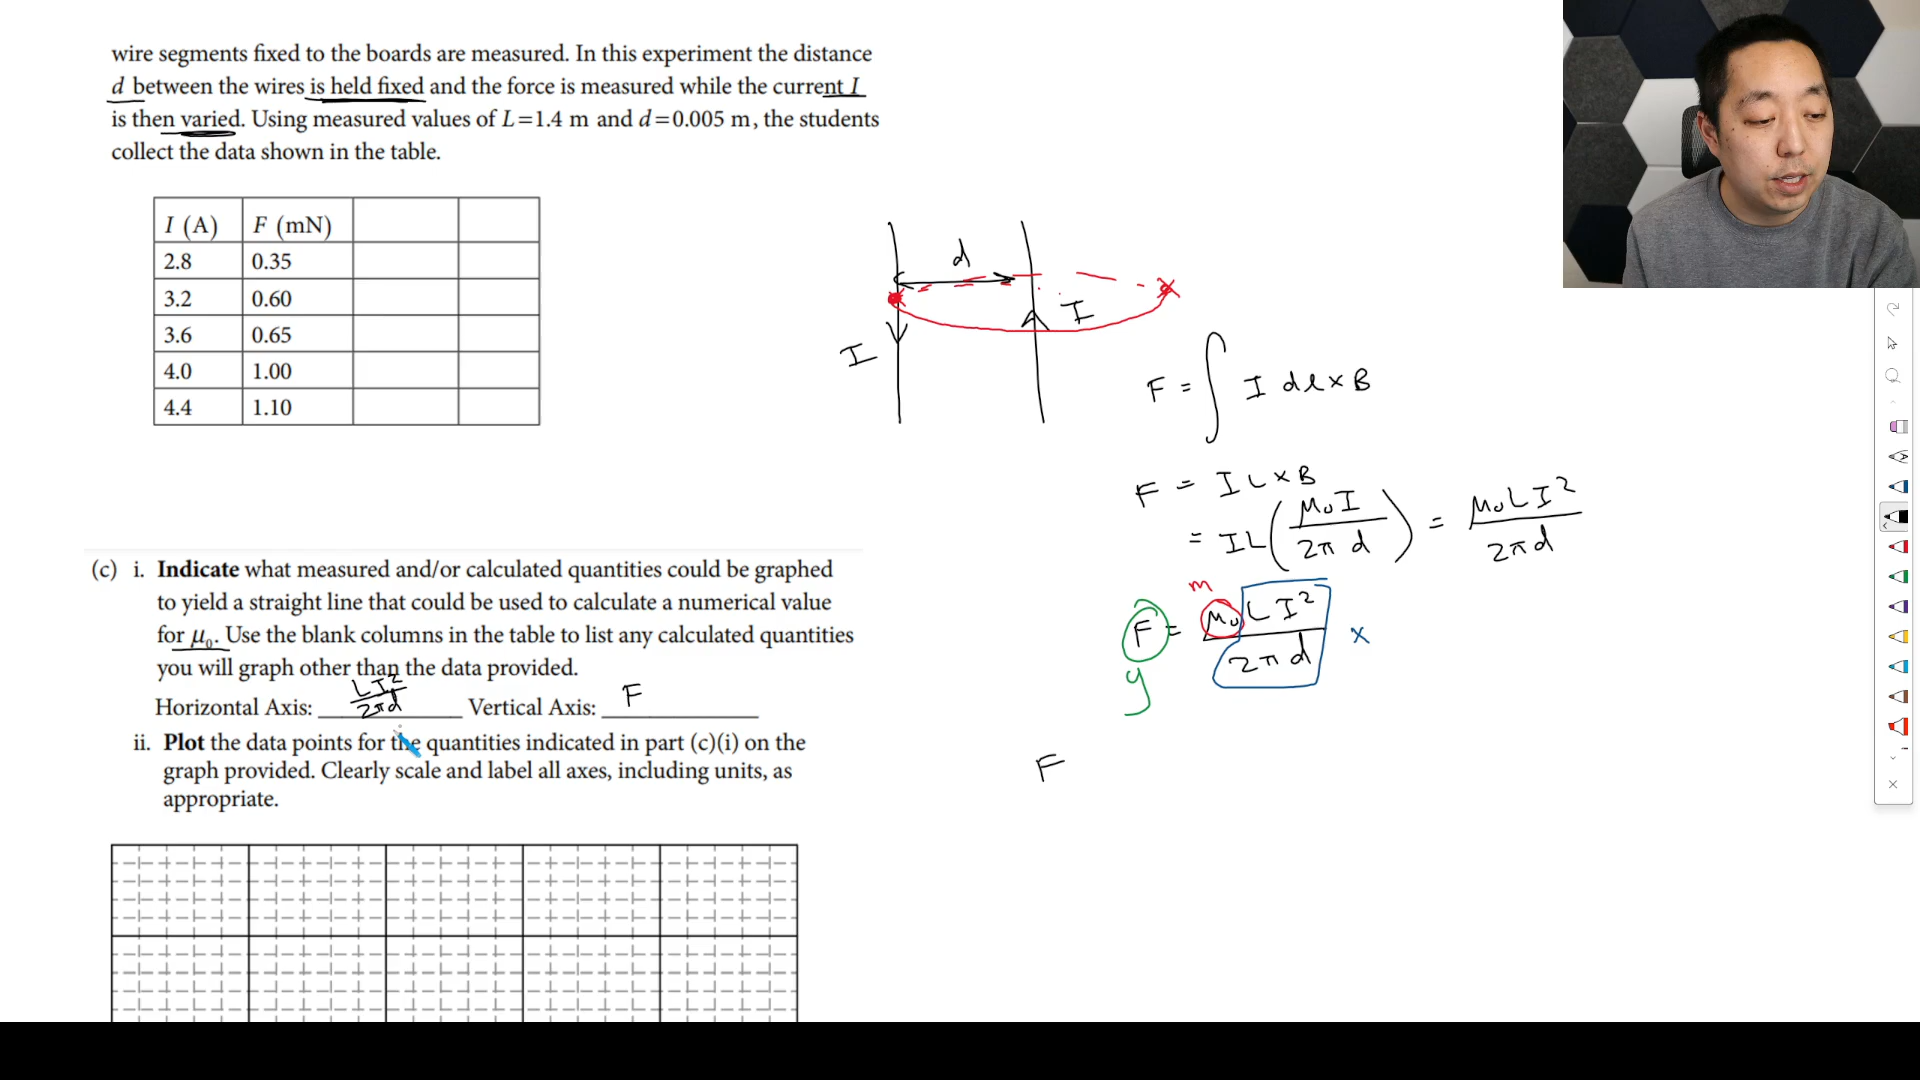 wire segments fixed to the boards are measured. In this experiment the distance
d between the wires is held fixed and the force is measured while the current I
is then varied. Using measured values of L=1.4 m and d=0.005 m, the students
collect the data shown in the table.
I (A) F (mN)
2.8 0.35
3.2 0.60
3.6 0.65
4.0 1.00
4.4 1.10
d
I
I
F = ∫ I dl × B
F = I L × B
= IL(μ₀I / 2π d) = μ₀LI² / 2πd
m
F = μ₀LI² / 2πd x
y
F
(c) i. Indicate what measured and/or calculated quantities could be graphed
to yield a straight line that could be used to calculate a numerical value
for μ₀. Use the blank columns in the table to list any calculated quantities
you will graph other than the data provided.
Horizontal Axis: LI² / 2πd Vertical Axis: F
ii. Plot the data points for the quantities indicated in part (c)(i) on the
graph provided. Clearly scale and label all axes, including units, as
appropriate.